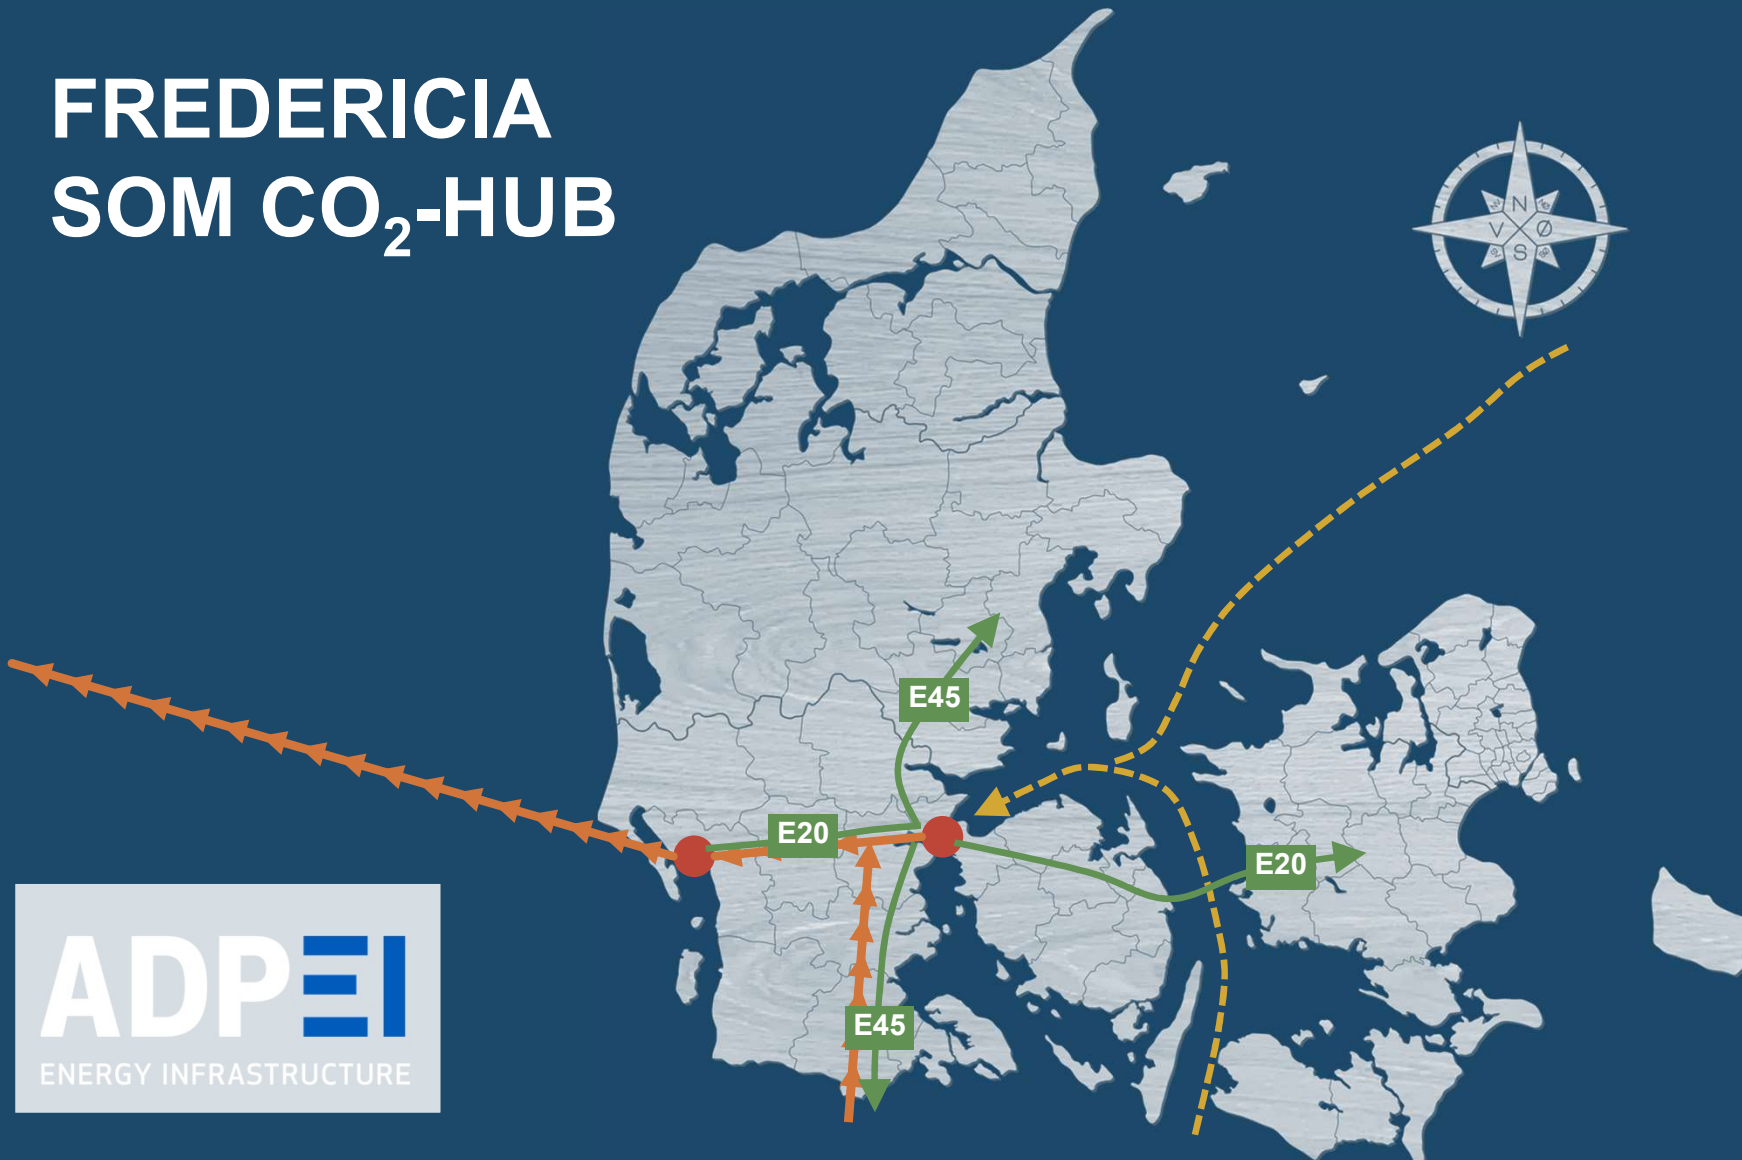 FREDERICIA
SOM CO₂-HUB
N
V
Ø
S
E45
E20
E20
E45
ADPEI
ENERGY INFRASTRUCTURE